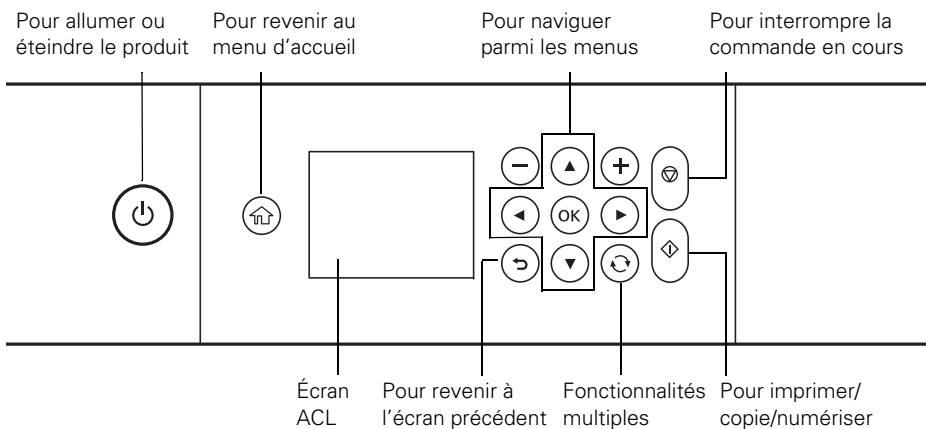 Pour allumer ou
éteindre le produit
Pour revenir au
menu d’accueil
Pour naviguer
parmi les menus
Pour interrompre la
commande en cours
OK
Écran
ACL
Pour revenir à
l’écran précédent
Fonctionnalités
multiples
Pour imprimer/
copie/numériser